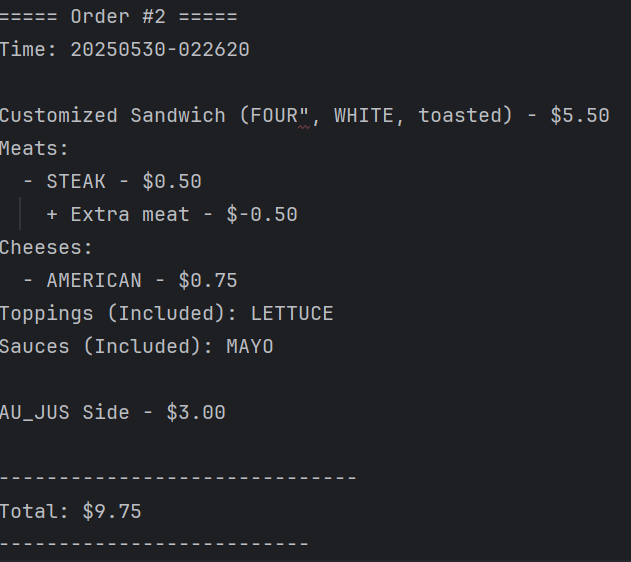 ===== Order #2 =====
Time: 20250530-022620
Customized Sandwich (FOUR", WHITE, toasted) - $5.50
Meats:
  - STEAK - $0.50
    + Extra meat - $-0.50
Cheeses:
  - AMERICAN - $0.75
Toppings (Included): LETTUCE
Sauces (Included): MAYO
AU_JUS Side - $3.00
------------------------------
Total: $9.75
--------------------------